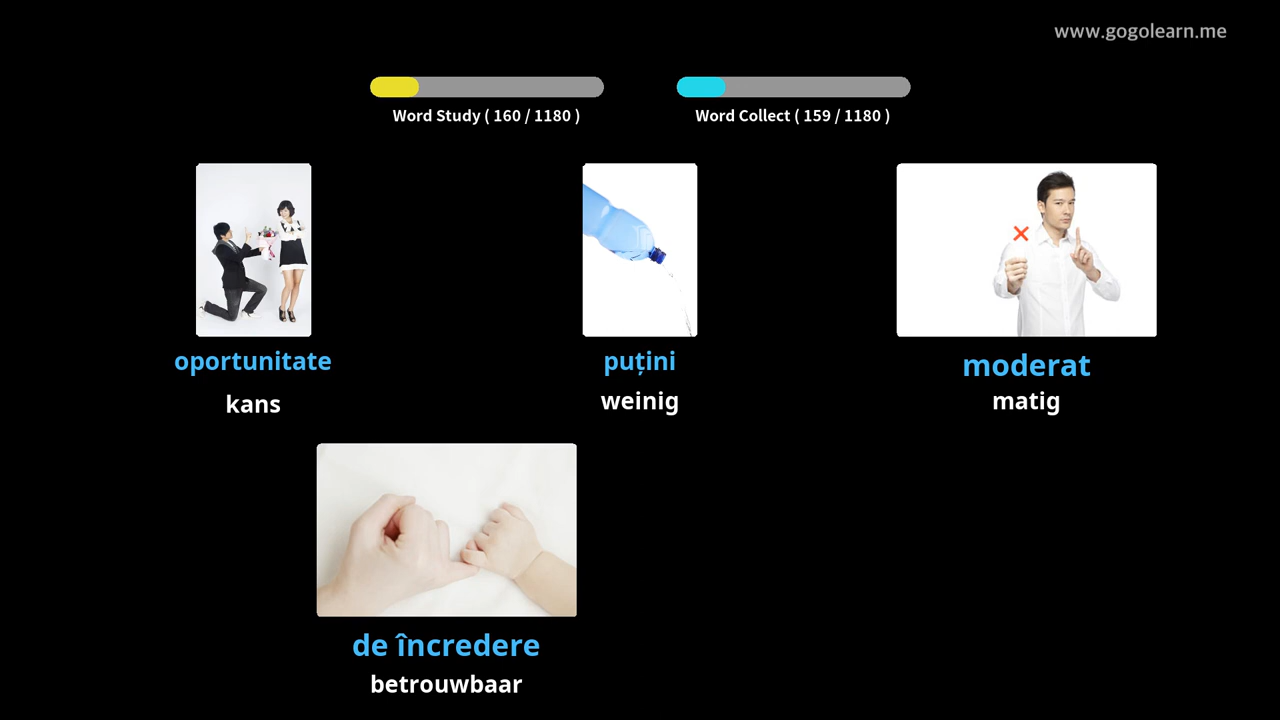 www.gogolearn.me
Word Study ( 160 / 1180 )
Word Collect ( 159 / 1180 )
oportunitate
kans
puțini
weinig
moderat
matig
de încredere
betrouwbaar